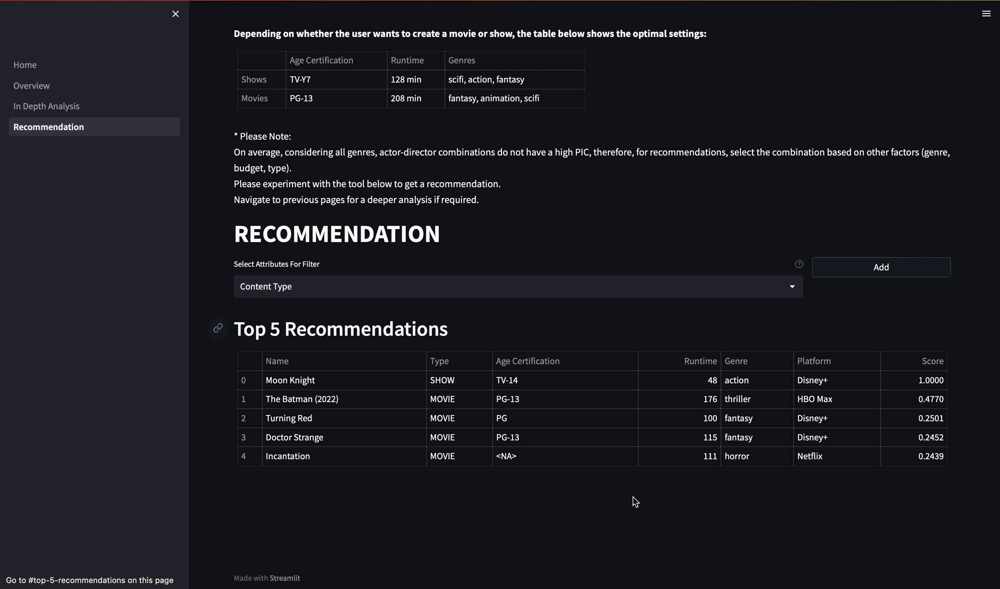 Home
Overview
In Depth Analysis
Recommendation
Depending on whether the user wants to create a movie or show, the table below shows the optimal settings:
Age Certification Runtime Genres
Shows TV-Y7 128 min scifi, action, fantasy
Movies PG-13 208 min fantasy, animation, scifi
* Please Note:
On average, considering all genres, actor-director combinations do not have a high PIC, therefore, for recommendations, select the combination based on other factors (genre,
budget, type).
Please experiment with the tool below to get a recommendation.
Navigate to previous pages for a deeper analysis if required.
RECOMMENDATION
Select Attributes For Filter
Add
Content Type
Top 5 Recommendations
Name Type Age Certification Runtime Genre Platform Score
0 Moon Knight SHOW TV-14 48 action Disney+ 1.0000
1 The Batman (2022) MOVIE PG-13 176 thriller HBO Max 0.4770
2 Turning Red MOVIE PG 100 fantasy Disney+ 0.2501
3 Doctor Strange MOVIE PG-13 115 fantasy Disney+ 0.2452
4 Incantation MOVIE <NA> 111 horror Netflix 0.2439
Made with Streamlit
Go to #top-5-recommendations on this page